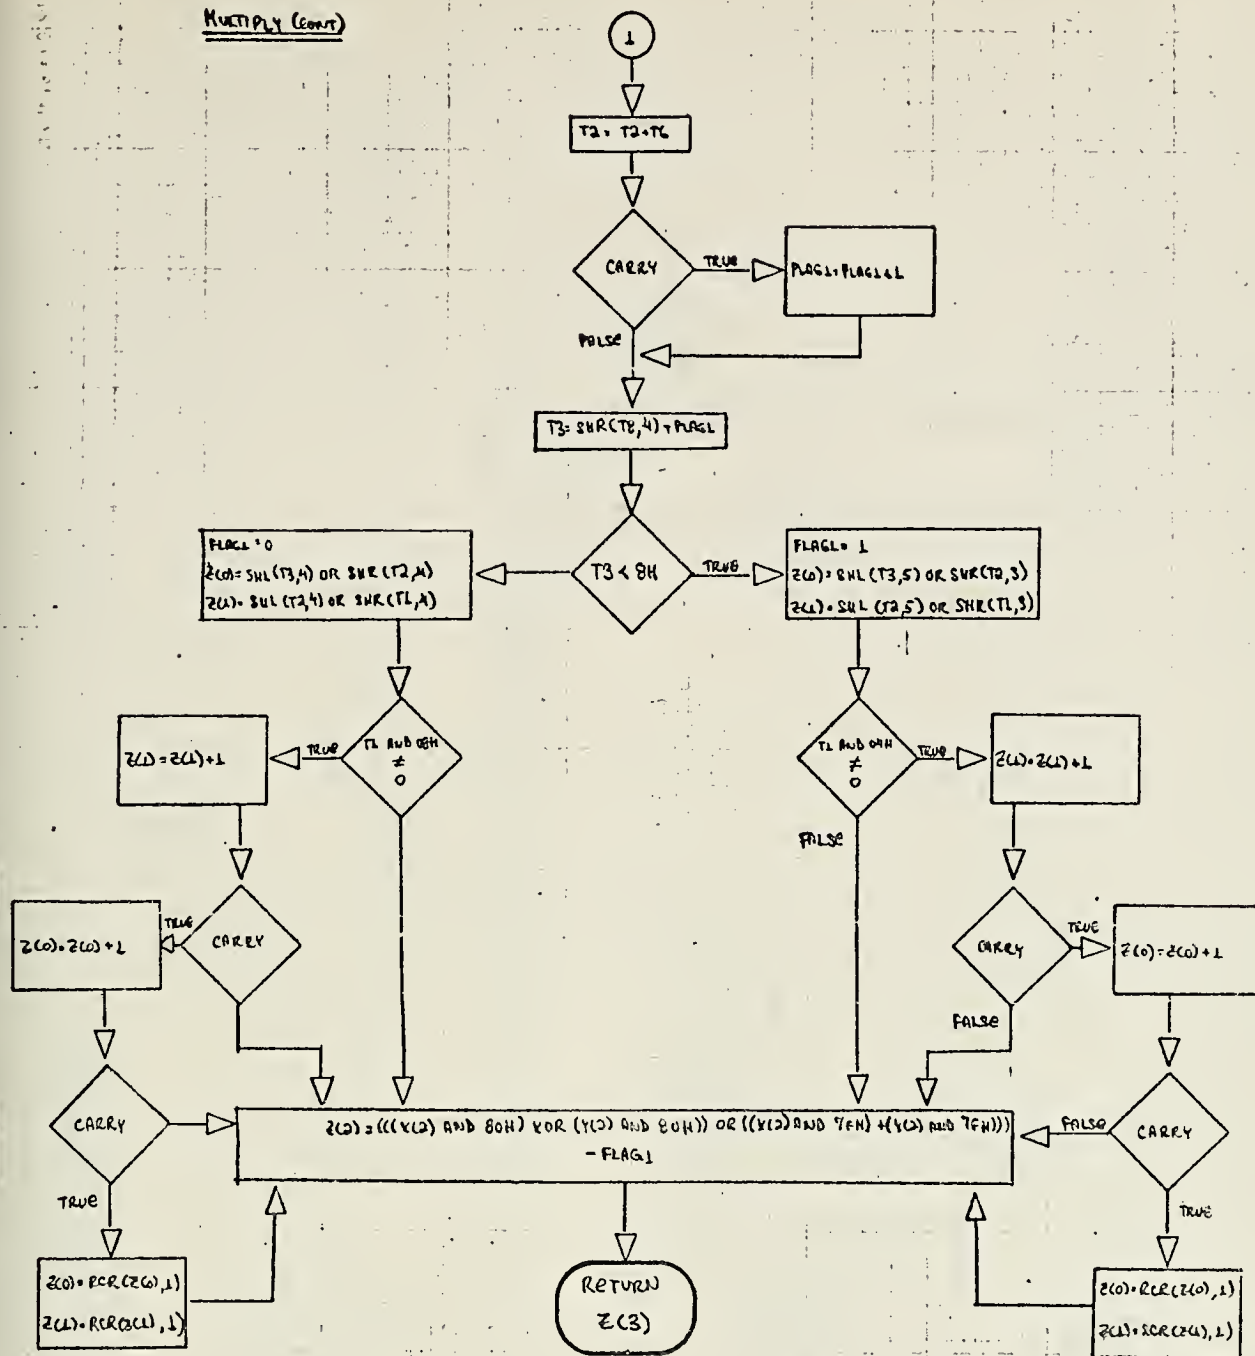 MULTIPLY (CONT)
1
T2 = T2+T6
CARRY
TRUE
FLAG1=FLAG1+1
FALSE
T3= SHR(T8,4)+FLAG1
FLAG1=0
Z(0)=SHL(T3,4) OR SHR(T2,4)
Z(1)=SHL(T2,4) OR SHR(T1,4)
T3 < 8H
TRUE
FLAG1= 1
Z(0)=SHL(T3,5) OR SHR(T2,3)
Z(1)=SHL(T2,5) OR SHR(T1,3)
Z(1)=Z(1)+1
TRUE
T1 AND 08H
≠
0
T1 AND 04H
≠
0
TRUE
Z(1)=Z(1)+1
FALSE
Z(0)=Z(0)+1
TRUE
CARRY
CARRY
TRUE
Z(0)=Z(0)+1
FALSE
CARRY
Z(2)=(((X(2) AND 80H) XOR (Y(2) AND 80H)) OR ((X(2)AND 7FH)+(Y(2) AND 7FH)))
- FLAG1
FALSE
CARRY
TRUE
TRUE
Z(0)=RCR(Z(0),1)
Z(1)=RCR(Z(1),1)
RETURN
Z(3)
Z(0)=RCR(Z(0),1)
Z(1)=SCR(Z(1),1)